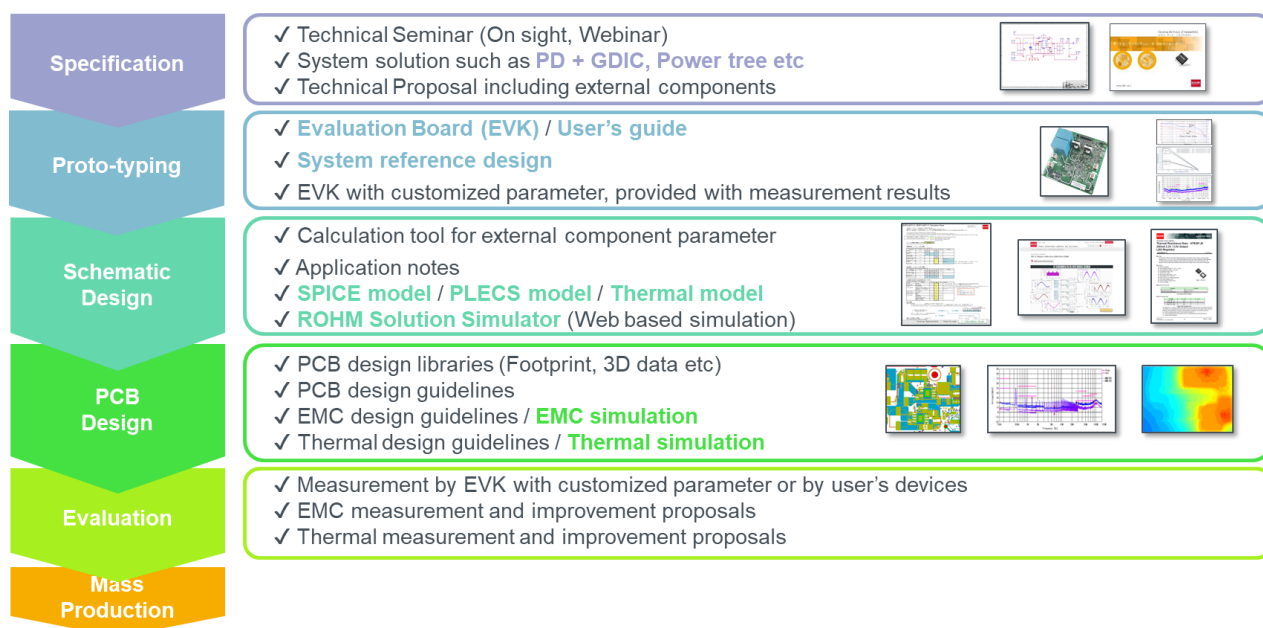 Specification
✓ Technical Seminar (On sight, Webinar)
✓ System solution such as PD + GDIC, Power tree etc
✓ Technical Proposal including external components
Proto-typing
✓ Evaluation Board (EVK) / User's guide
✓ System reference design
✓ EVK with customized parameter, provided with measurement results
Schematic
Design
✓ Calculation tool for external component parameter
✓ Application notes
✓ SPICE model / PLECS model / Thermal model
✓ ROHM Solution Simulator (Web based simulation)
PCB
Design
✓ PCB design libraries (Footprint, 3D data etc)
✓ PCB design guidelines
✓ EMC design guidelines / EMC simulation
✓ Thermal design guidelines / Thermal simulation
Evaluation
✓ Measurement by EVK with customized parameter or by user's devices
✓ EMC measurement and improvement proposals
✓ Thermal measurement and improvement proposals
Mass
Production